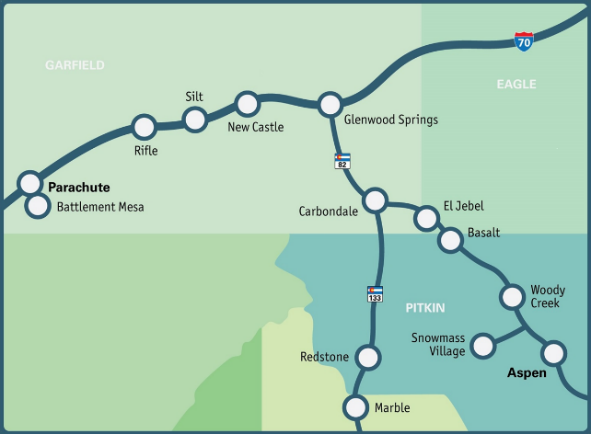 70
GARFIELD
EAGLE
Silt
New Castle
Glenwood Springs
Rifle
82
Parachute
Battlement Mesa
Carbondale
El Jebel
Basalt
133
PITKIN
Woody
Creek
Snowmass
Village
Redstone
Aspen
Marble